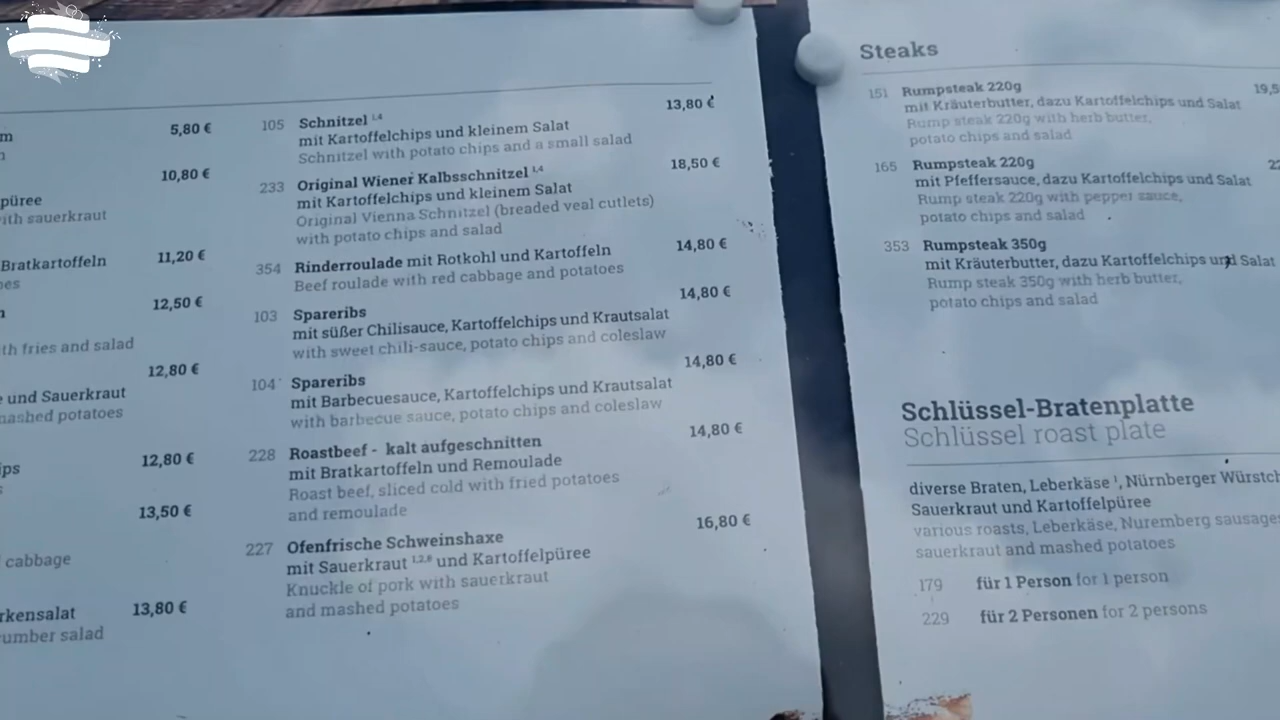 5,80 €
10,80 €
püree
with sauerkraut
Bratkartoffeln
11,20 €
12,50 €
with fries and salad
12,80 €
und Sauerkraut
mashed potatoes
12,80 €
13,50 €
cabbage
13,80 €
105 Schnitzel 1,4 13,80 €
mit Kartoffelchips und kleinem Salat
Schnitzel with potato chips and a small salad
233 Original Wiener Kalbsschnitzel 1,4 18,50 €
mit Kartoffelchips und kleinem Salat
Original Vienna Schnitzel (breaded veal cutlets)
with potato chips and salad
354 Rinderroulade mit Rotkohl und Kartoffeln 14,80 €
Beef roulade with red cabbage and potatoes
103 Spareribs 14,80 €
mit süßer Chilisauce, Kartoffelchips und Krautsalat
with sweet chili-sauce, potato chips and coleslaw
104 Spareribs 14,80 €
mit Barbecuesauce, Kartoffelchips und Krautsalat
with barbecue sauce, potato chips and coleslaw
228 Roastbeef - kalt aufgeschnitten 14,80 €
mit Bratkartoffeln und Remoulade
Roast beef, sliced cold with fried potatoes
and remoulade
227 Ofenfrische Schweinshaxe 16,80 €
mit Sauerkraut 1,2,8 und Kartoffelpüree
Knuckle of pork with sauerkraut
and mashed potatoes
Steaks
151 Rumpsteak 220g 19,5
mit Kräuterbutter, dazu Kartoffelchips und Salat
Rump steak 220g with herb butter,
potato chips and salad
165 Rumpsteak 220g
mit Pfeffersauce, dazu Kartoffelchips und Salat
Rump steak 220g with pepper sauce,
potato chips and salad
353 Rumpsteak 350g
mit Kräuterbutter, dazu Kartoffelchips und Salat
Rump steak 350g with herb butter,
potato chips and salad
Schlüssel-Bratenplatte
Schlüssel roast plate
diverse Braten, Leberkäse 1, Nürnberger Würstch
Sauerkraut und Kartoffelpüree
various roasts, Leberkäse, Nuremberg sausage
sauerkraut and mashed potatoes
179 für 1 Person for 1 person
229 für 2 Personen for 2 persons